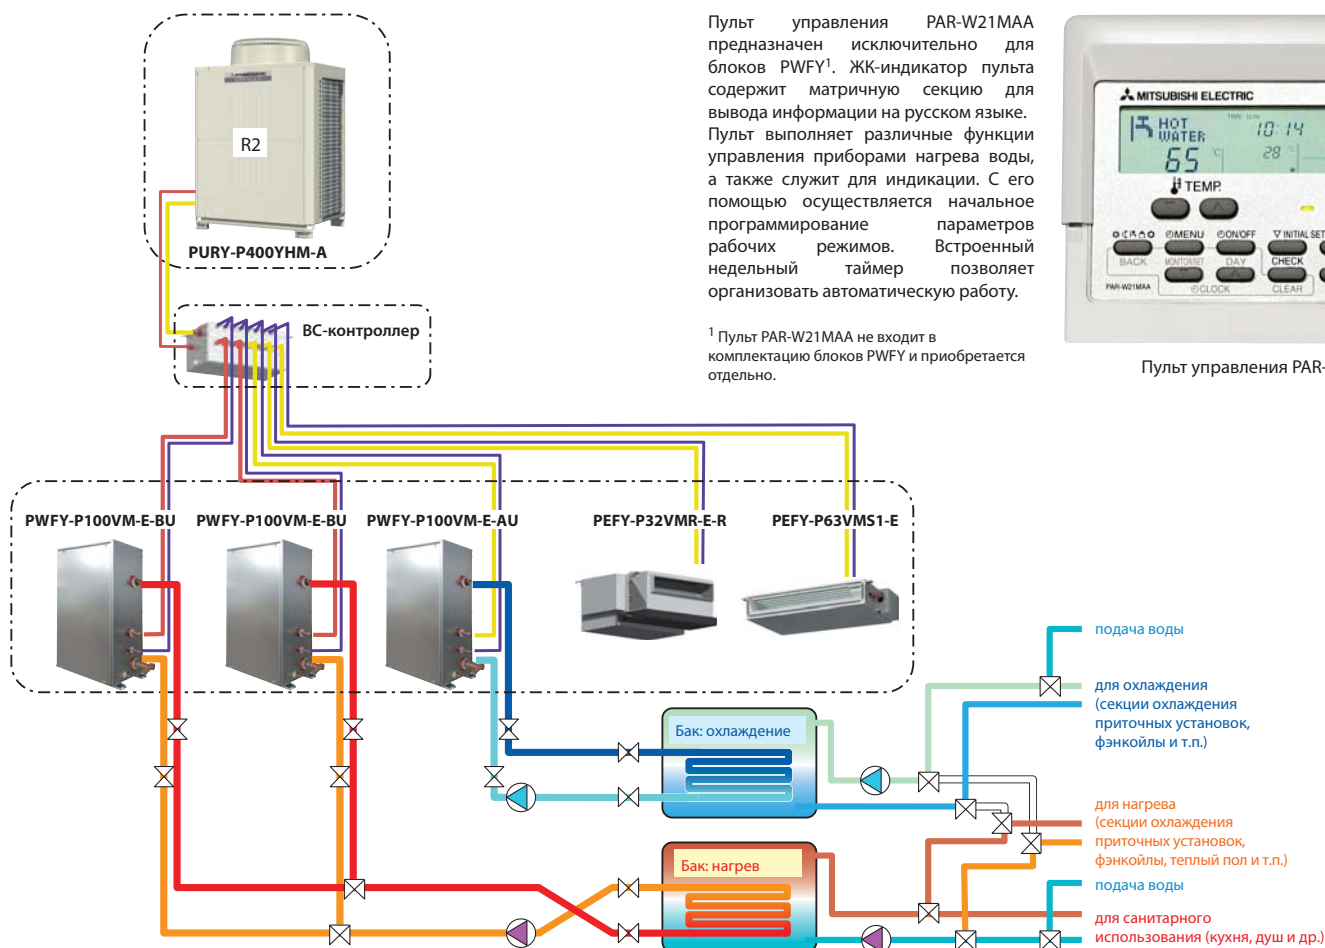 R2
PURY-P400YHM-A
BC-контроллер
Пульт управления PAR-W21MAA
предназначен исключительно для
блоков PWFY¹. ЖК-индикатор пульта
содержит матричную секцию для
вывода информации на русском языке.
Пульт выполняет различные функции
управления приборами нагрева воды,
а также служит для индикации. С его
помощью осуществляется начальное
программирование параметров
рабочих режимов. Встроенный
недельный таймер позволяет
организовать автоматическую работу.
¹ Пульт PAR-W21MAA не входит в
комплектацию блоков PWFY и приобретается
отдельно.
MITSUBISHI ELECTRIC
HOT
WATER
TIME SUN
10:14
65 °C
28 °C
TEMP.
MENU ON/OFF INITIAL SET
BACK MONITOR/SET DAY CHECK
PAR-W21MAA CLOCK CLEAR
Пульт управления PAR-
PWFY-P100VM-E-BU PWFY-P100VM-E-BU PWFY-P100VM-E-AU PEFY-P32VMR-E-R PEFY-P63VMS1-E
Бак: охлаждение
Бак: нагрев
подача воды
для охлаждения
(секции охлаждения
приточных установок,
фэнкойлы и т.п.)
для нагрева
(секции охлаждения
приточных установок,
фэнкойлы, теплый пол и т.п.)
подача воды
для санитарного
использования (кухня, душ и др.)